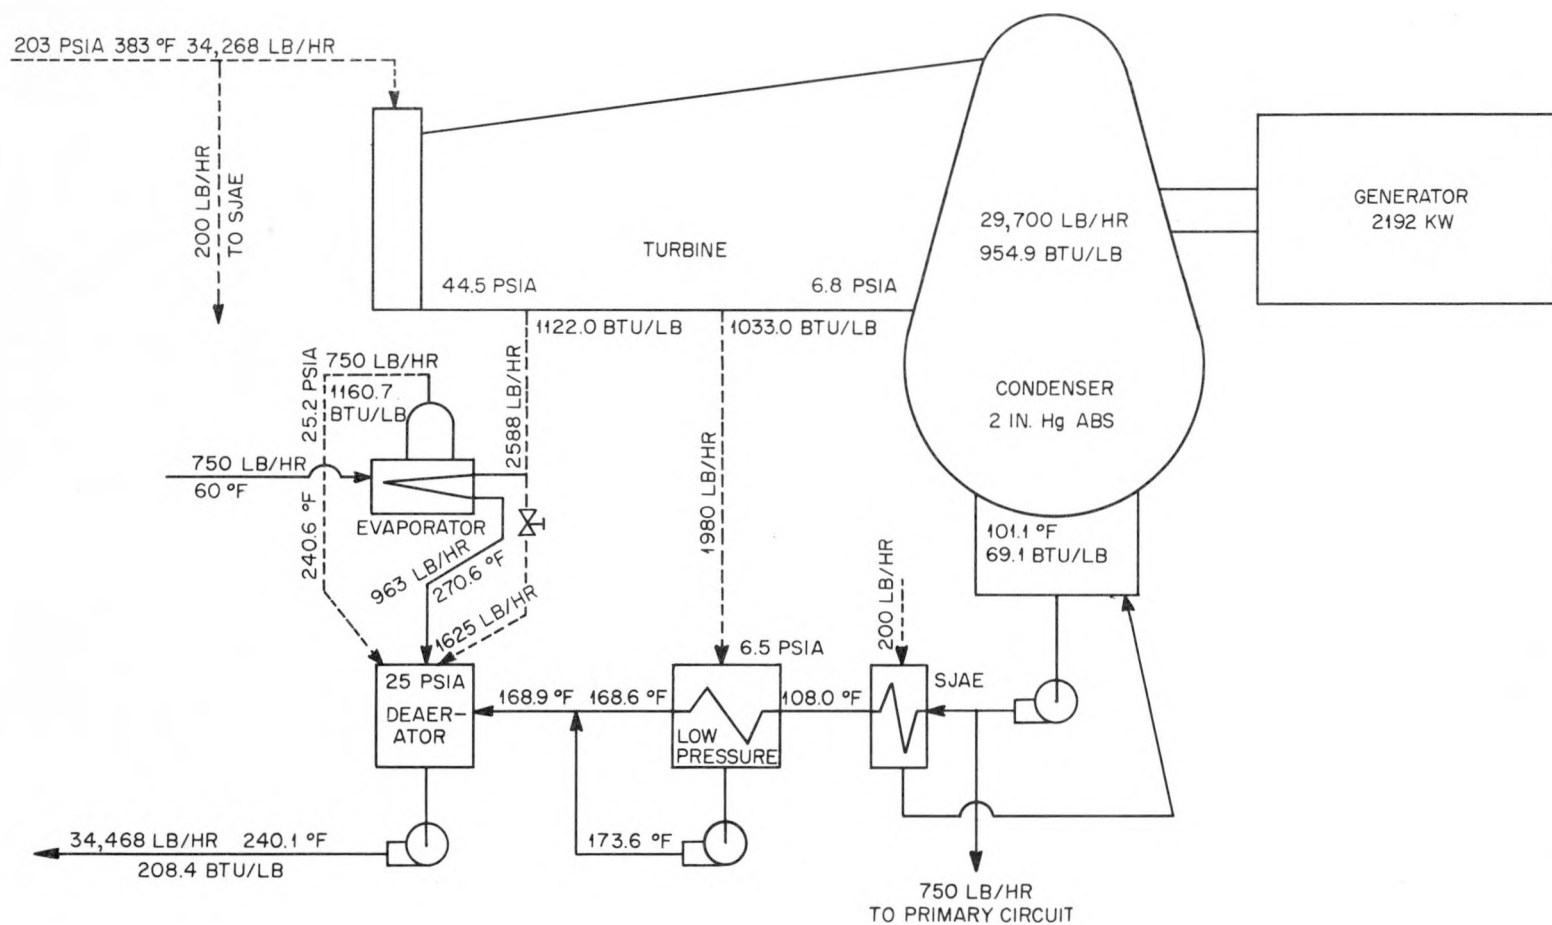 203 PSIA 383 °F 34,268 LB/HR
200 LB/HR
TO SJAE
TURBINE
44.5 PSIA
6.8 PSIA
1122.0 BTU/LB
1033.0 BTU/LB
29,700 LB/HR
954.9 BTU/LB
CONDENSER
2 IN. Hg ABS
GENERATOR
2192 KW
25.2 PSIA
750 LB/HR
1160.7
BTU/LB
2588 LB/HR
750 LB/HR
60 °F
240.6 °F
EVAPORATOR
963 LB/HR
270.6 °F
1625 LB/HR
1980 LB/HR
101.1 °F
69.1 BTU/LB
200 LB/HR
6.5 PSIA
SJAE
25 PSIA
DEAER-
ATOR
168.9 °F
168.6 °F
108.0 °F
LOW
PRESSURE
173.6 °F
34,468 LB/HR 240.1 °F
208.4 BTU/LB
750 LB/HR
TO PRIMARY CIRCUIT